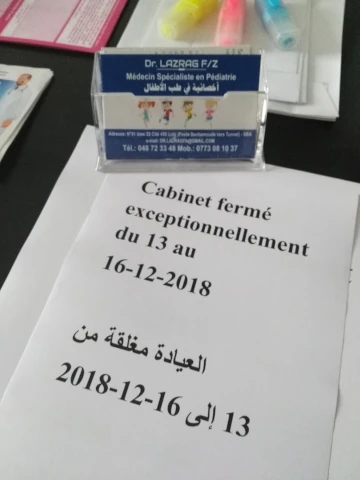 Dr. LAZRAG F/Z
Médecin Spécialiste en Pédiatrie
أخصائية في طب الأطفال
Tél.: 048 72 33 48 Mob.: 0773 08 10 37
Cabinet fermé
exceptionnellement
du 13 au
16-12-2018
العيادة مغلقة من
13 إلى 16-12-2018